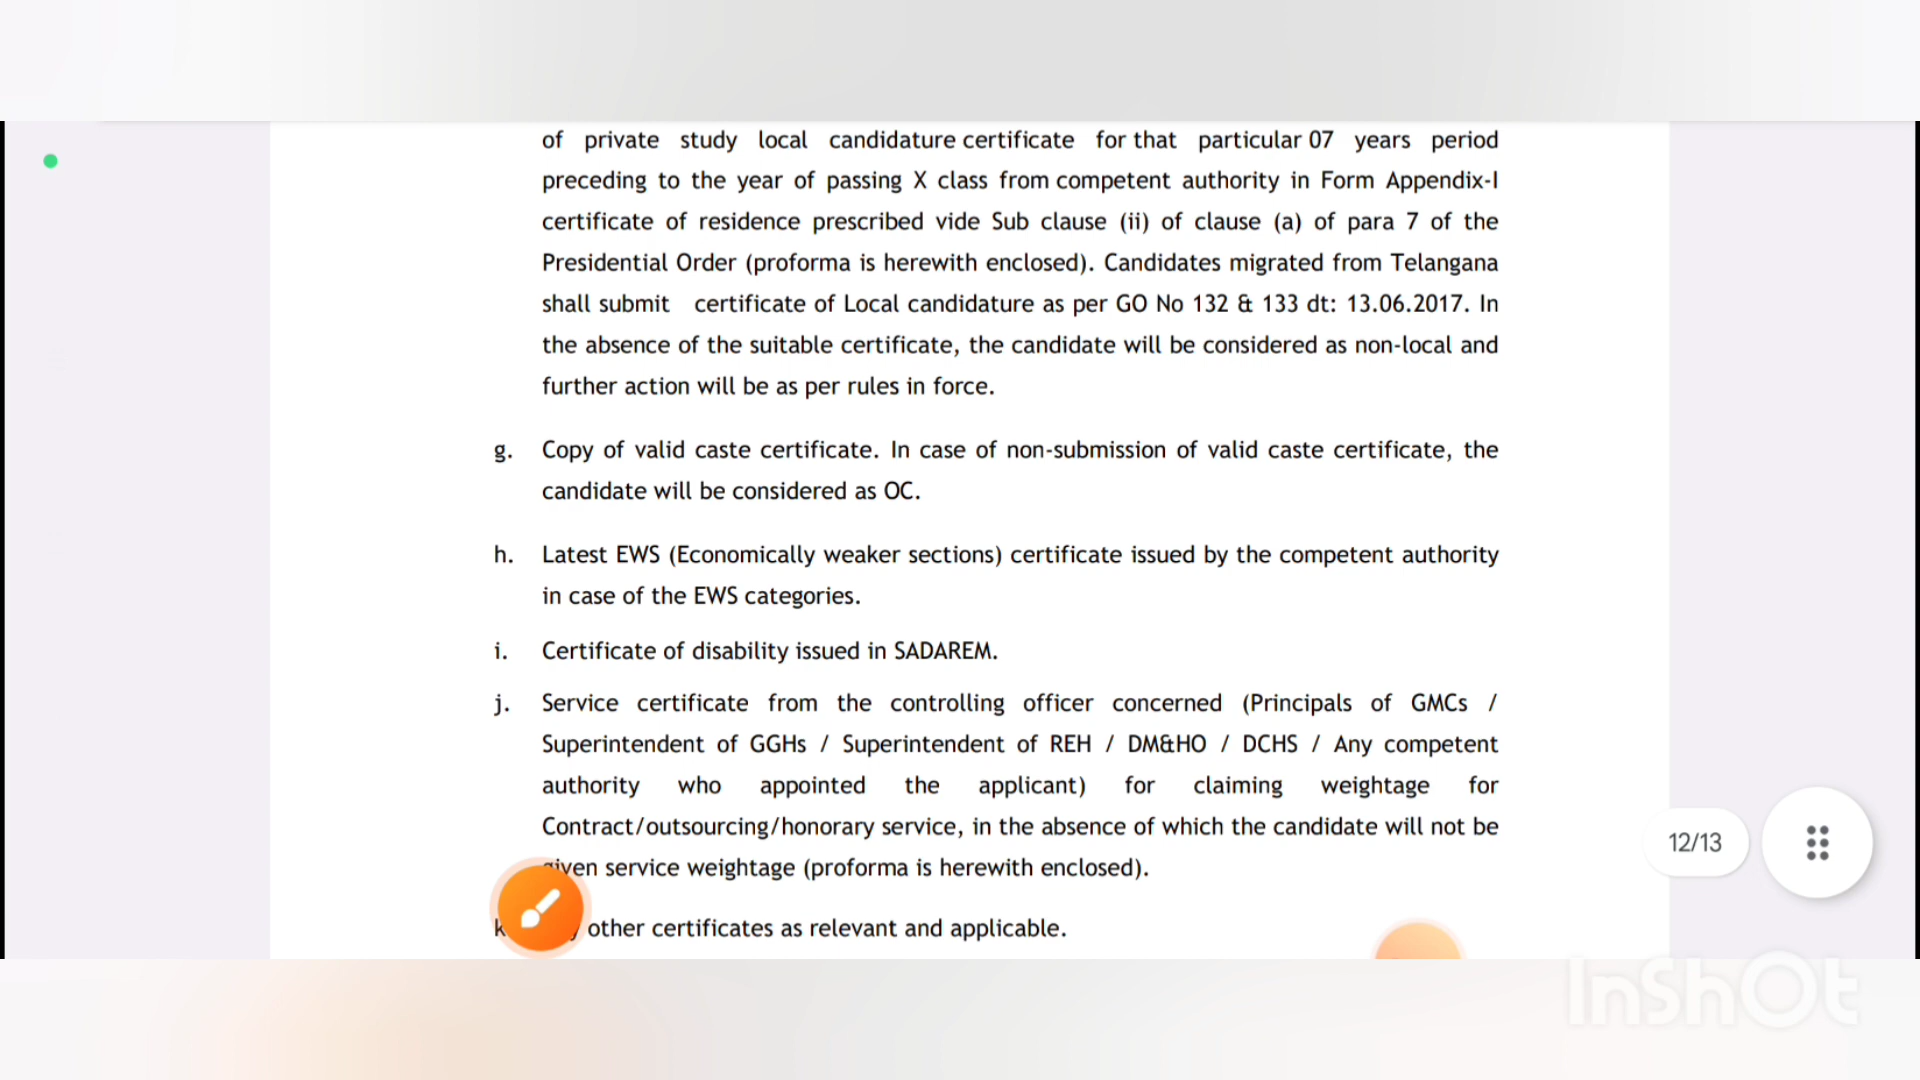 of private study local candidature certificate for that particular 07 years period
preceding to the year of passing X class from competent authority in Form Appendix-I
certificate of residence prescribed vide Sub clause (ii) of clause (a) of para 7 of the
Presidential Order (proforma is herewith enclosed). Candidates migrated from Telangana
shall submit certificate of Local candidature as per GO No 132 & 133 dt: 13.06.2017. In
the absence of the suitable certificate, the candidate will be considered as non-local and
further action will be as per rules in force.
g. Copy of valid caste certificate. In case of non-submission of valid caste certificate, the
candidate will be considered as OC.
h. Latest EWS (Economically weaker sections) certificate issued by the competent authority
in case of the EWS categories.
i. Certificate of disability issued in SADAREM.
j. Service certificate from the controlling officer concerned (Principals of GMCs /
Superintendent of GGHs / Superintendent of REH / DM&HO / DCHS / Any competent
authority who appointed the applicant) for claiming weightage for
Contract/outsourcing/honorary service, in the absence of which the candidate will not be
12/13
service weightage (proforma is herewith enclosed).
other certificates as relevant and applicable.
InShOt